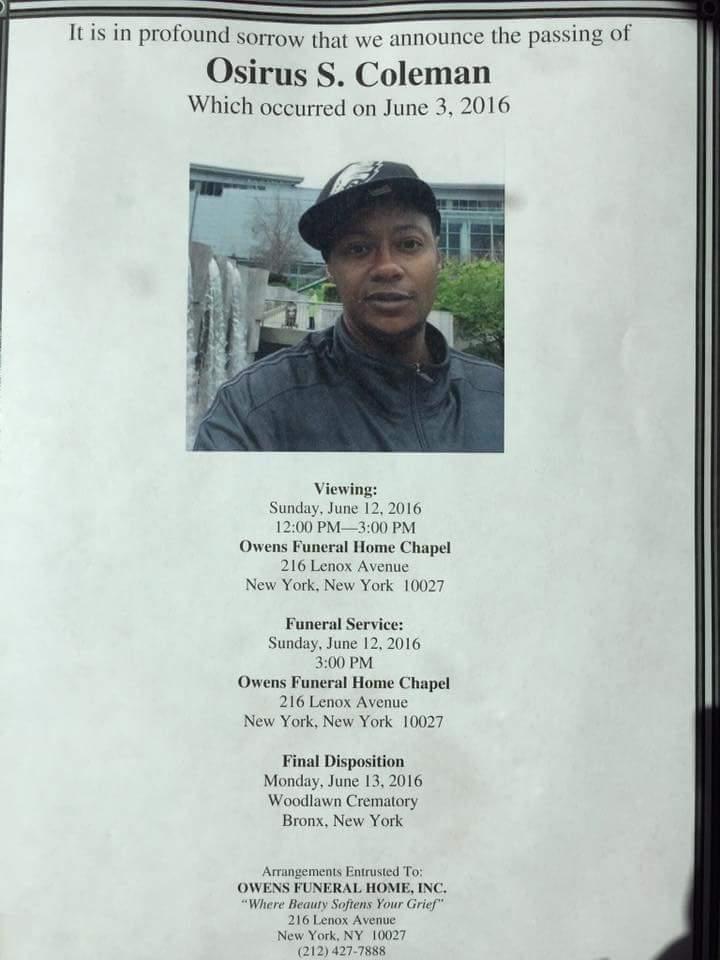 It is in profound sorrow that we announce the passing of
Osirus S. Coleman
Which occurred on June 3, 2016
Viewing:
Sunday, June 12, 2016
12:00 PM—3:00 PM
Owens Funeral Home Chapel
216 Lenox Avenue
New York, New York 10027
Funeral Service:
Sunday, June 12, 2016
3:00 PM
Owens Funeral Home Chapel
216 Lenox Avenue
New York, New York 10027
Final Disposition
Monday, June 13, 2016
Woodlawn Crematory
Bronx, New York
Arrangements Entrusted To:
OWENS FUNERAL HOME, INC.
“Where Beauty Softens Your Grief”
216 Lenox Avenue
New York, NY 10027
(212) 427-7888